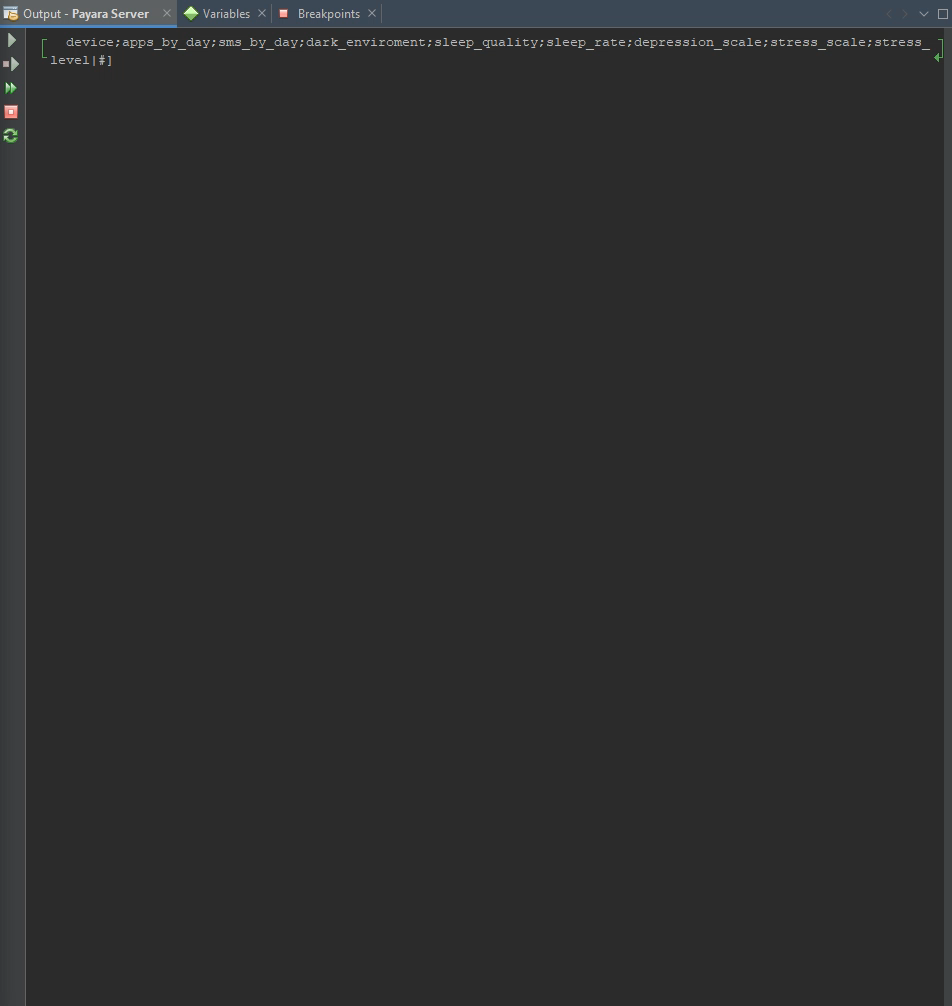 Output - Payara Server Variables Breakpoints
device;apps_by_day;sms_by_day;dark_enviroment;sleep_quality;sleep_rate;depression_scale;stress_scale;stress_
level|#]